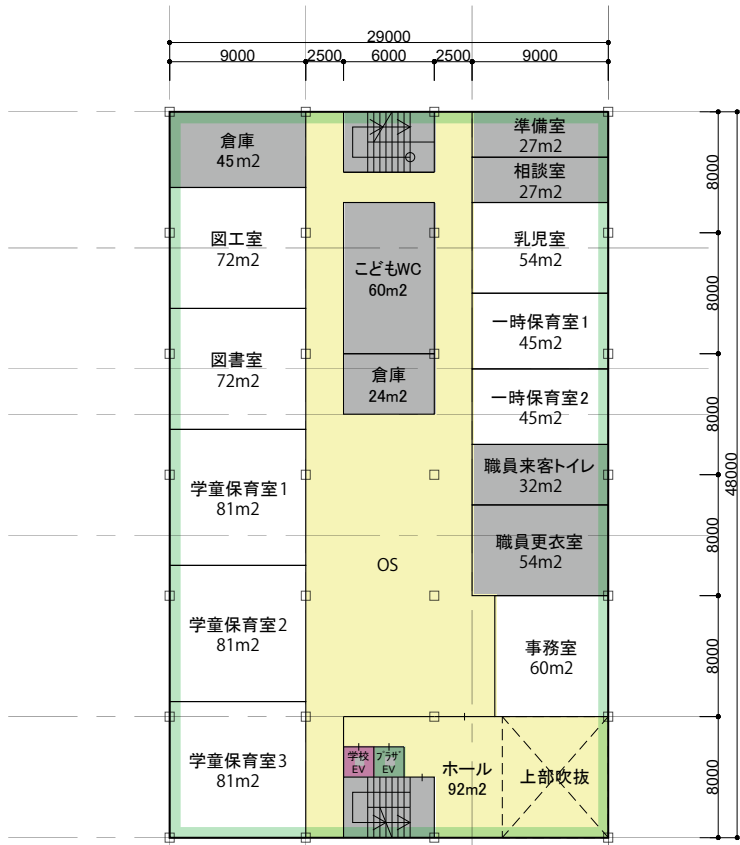 29000
9000
2500
6000
2500
9000
倉庫
45m2
準備室
27m2
相談室
27m2
図工室
72m2
こどもWC
60m2
乳児室
54m2
図書室
72m2
倉庫
24m2
一時保育室1
45m2
一時保育室2
45m2
学童保育室1
81m2
職員来客トイレ
32m2
職員更衣室
54m2
OS
学童保育室2
81m2
事務室
60m2
学童保育室3
81m2
学校
EV
プラザ
EV
ホール
92m2
上部吹抜
8000
8000
8000
8000
8000
8000
48000